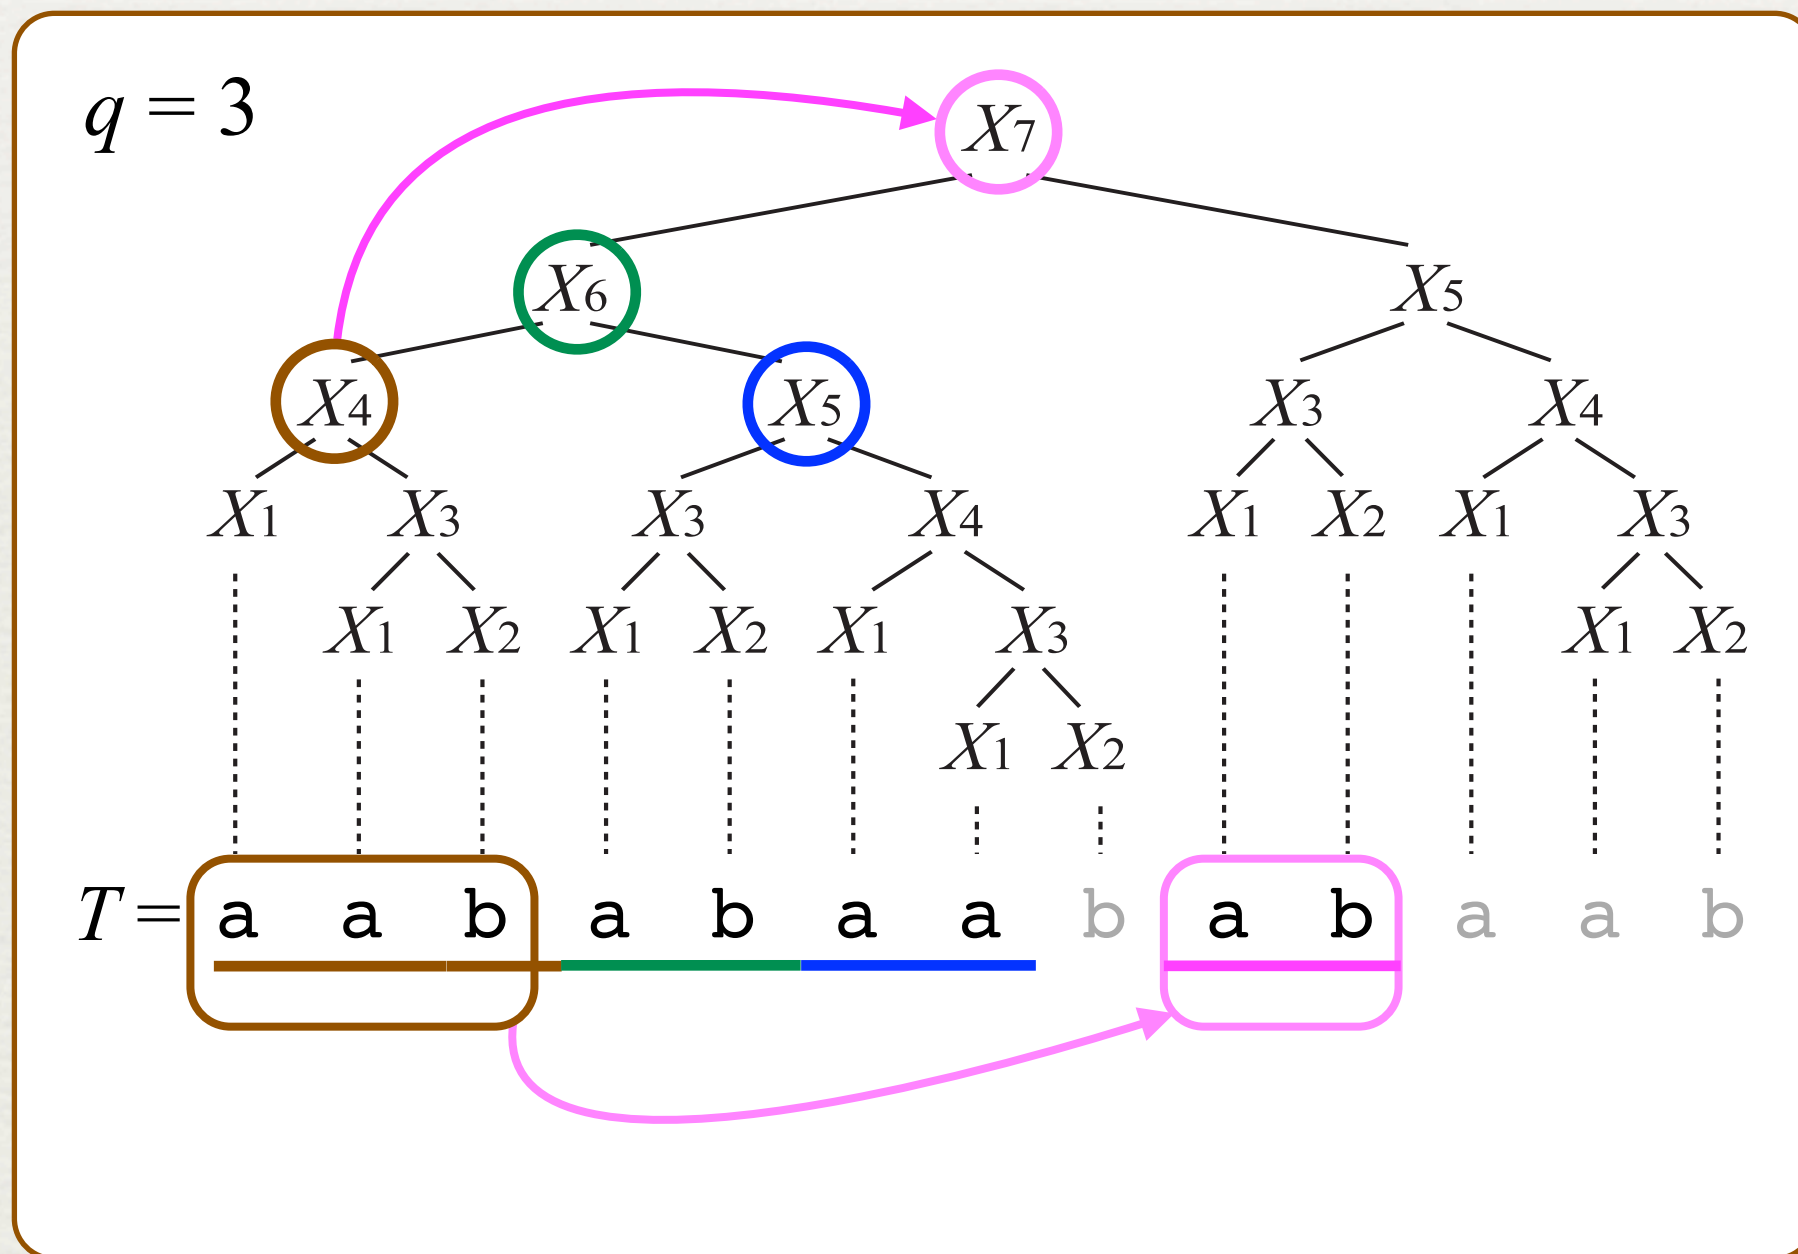 q = 3
X7
X6 X5
X4 X5 X3 X4
X1 X3 X3 X4 X1 X2 X1 X3
X1 X2 X1 X2 X1 X3 X1 X2
X1 X2
T = a a b a b a a b a b a a b